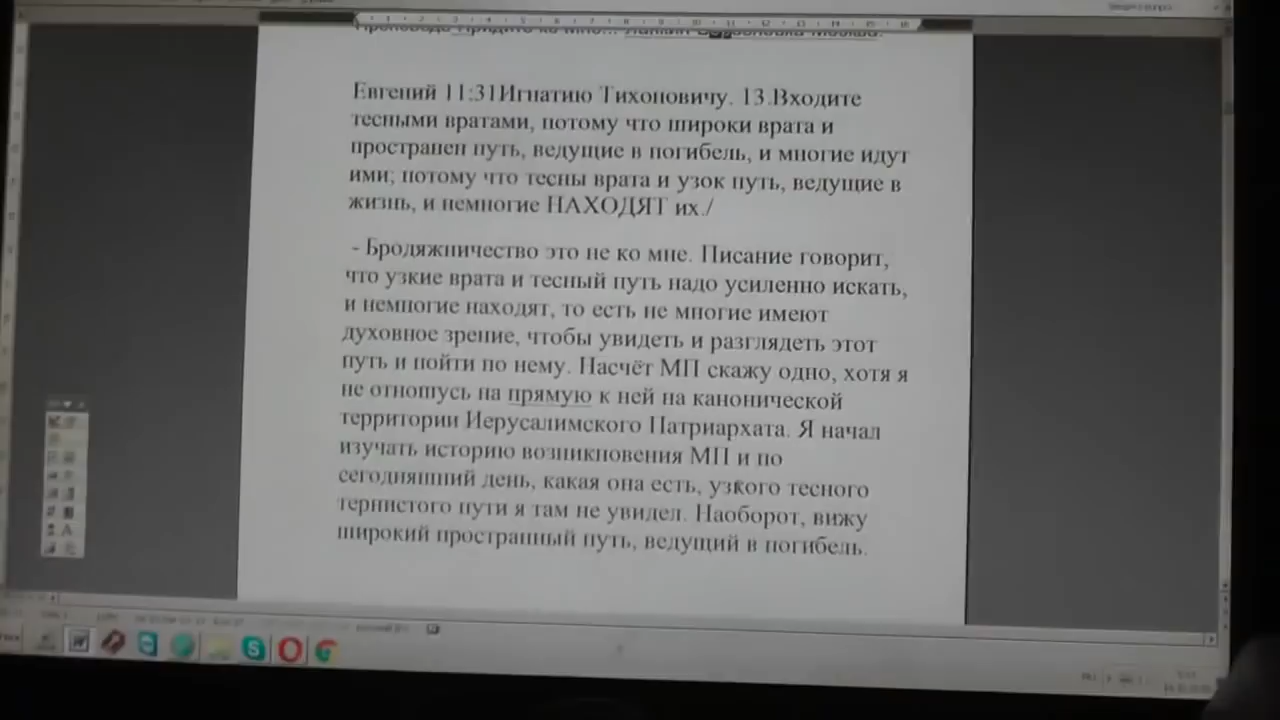 Евгений 11:31Игнатию Тихоновичу. 13.Входите
тесными вратами, потому что широки врата и
пространен путь, ведущие в погибель, и многие идут
ими; потому что тесны врата и узок путь, ведущие в
жизнь, и немногие НАХОДЯТ их./
- Бродяжничество это не ко мне. Писание говорит,
что узкие врата и тесный путь надо усиленно искать,
и немногие находят, то есть не многие имеют
духовное зрение, чтобы увидеть и разглядеть этот
путь и пойти по нему. Насчёт МП скажу одно, хотя я
не отношусь на прямую к ней на канонической
территории Иерусалимского Патриархата. Я начал
изучать историю возникновения МП и по
сегодняшний день, какая она есть, узкого тесного
тернистого пути я там не увидел. Наоборот, вижу
широкий пространный путь, ведущий в погибель.